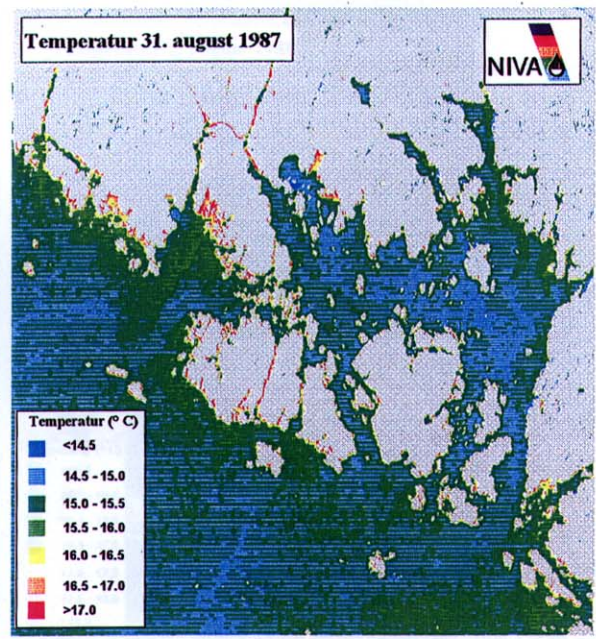 Temperatur 31. august 1987
NIVA
Temperatur (° C)
<14.5
14.5 - 15.0
15.0 - 15.5
15.5 - 16.0
16.0 - 16.5
16.5 - 17.0
>17.0